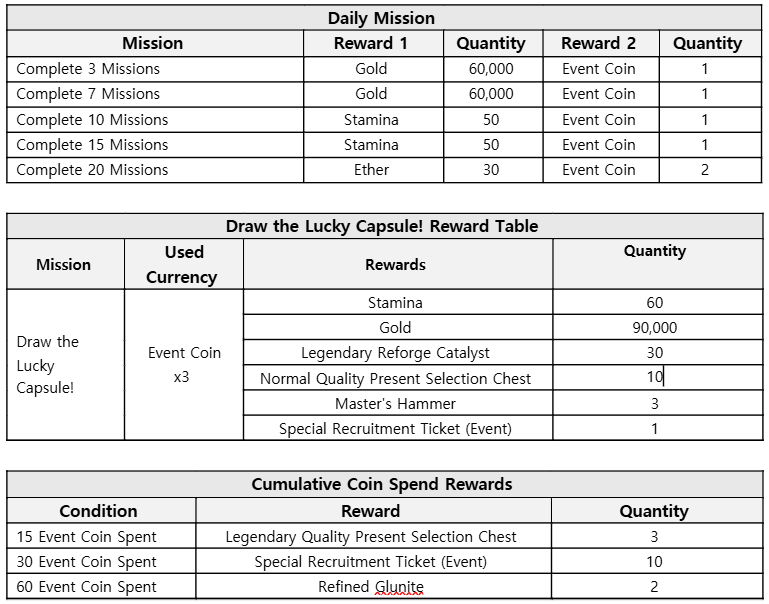 Daily Mission
Mission Reward 1 Quantity Reward 2 Quantity
Complete 3 Missions Gold 60,000 Event Coin 1
Complete 7 Missions Gold 60,000 Event Coin 1
Complete 10 Missions Stamina 50 Event Coin 1
Complete 15 Missions Stamina 50 Event Coin 1
Complete 20 Missions Ether 30 Event Coin 2
Draw the Lucky Capsule! Reward Table
Mission
Used
Currency
Rewards
Quantity
Draw the
Lucky
Capsule!
Event Coin
x3
Stamina 60
Gold 90,000
Legendary Reforge Catalyst 30
Normal Quality Present Selection Chest 10
Master's Hammer 3
Special Recruitment Ticket (Event) 1
Cumulative Coin Spend Rewards
Condition Reward Quantity
15 Event Coin Spent Legendary Quality Present Selection Chest 3
30 Event Coin Spent Special Recruitment Ticket (Event) 10
60 Event Coin Spent Refined Glunite 2